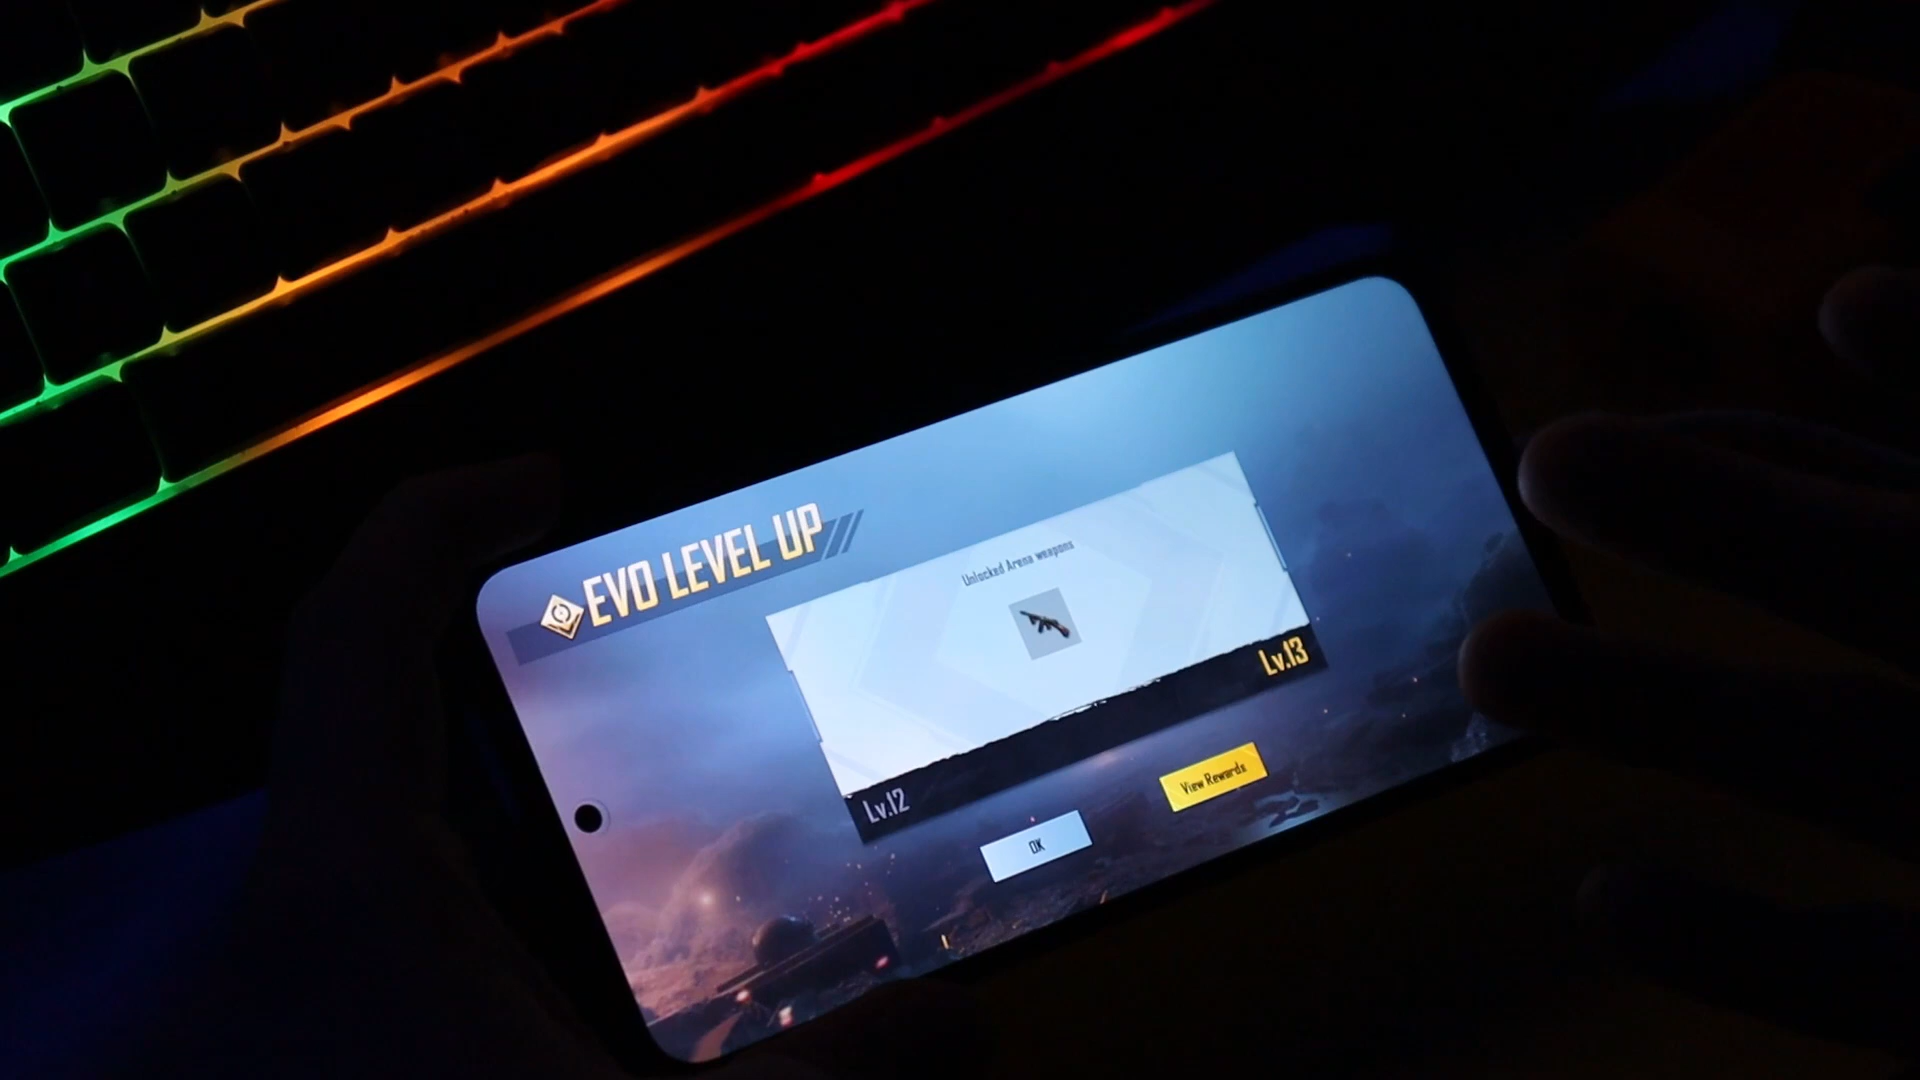 EVO LEVEL UP
Unlocked Arena weapons
Lv.13
Lv.12
View Rewards
OK